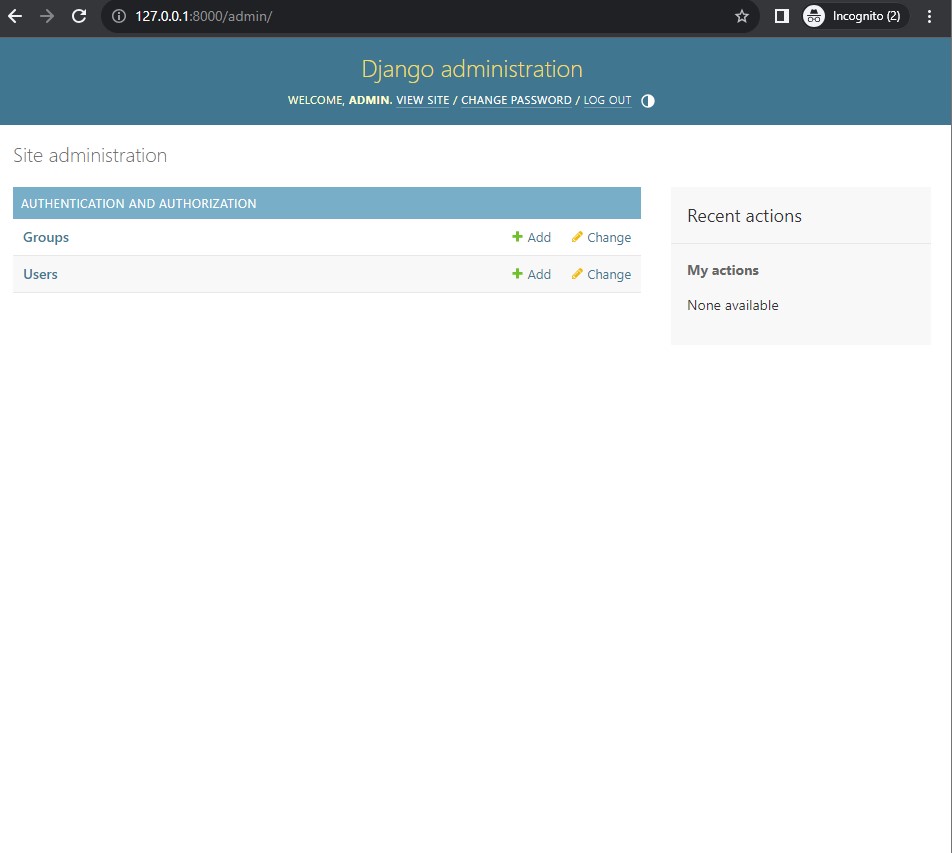 127.0.0.1:8000/admin/
Incognito (2)
Django administration
WELCOME, ADMIN. VIEW SITE / CHANGE PASSWORD / LOG OUT
Site administration
AUTHENTICATION AND AUTHORIZATION
Groups Add Change
Users Add Change
Recent actions
My actions
None available